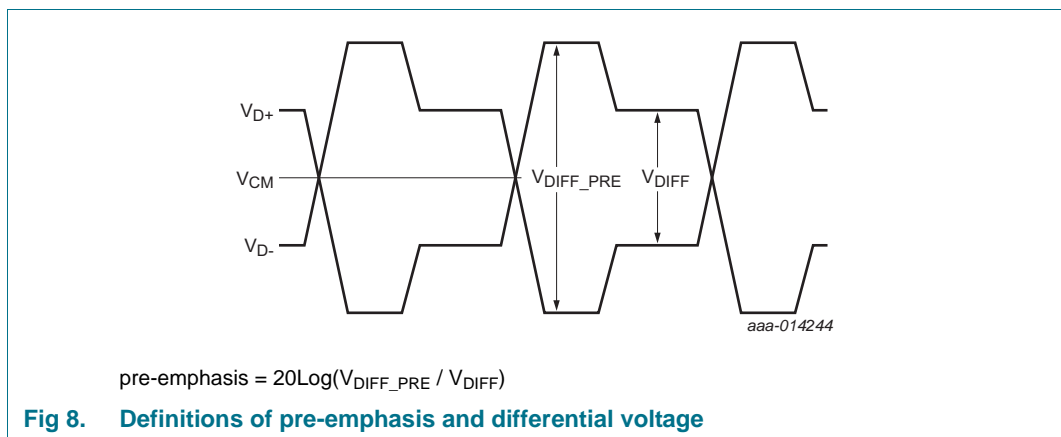 V_D+
V_CM
V_DIFF_PRE V_DIFF
V_D-
aaa-014244
pre-emphasis = 20Log(V_DIFF_PRE / V_DIFF)
Fig 8. Definitions of pre-emphasis and differential voltage